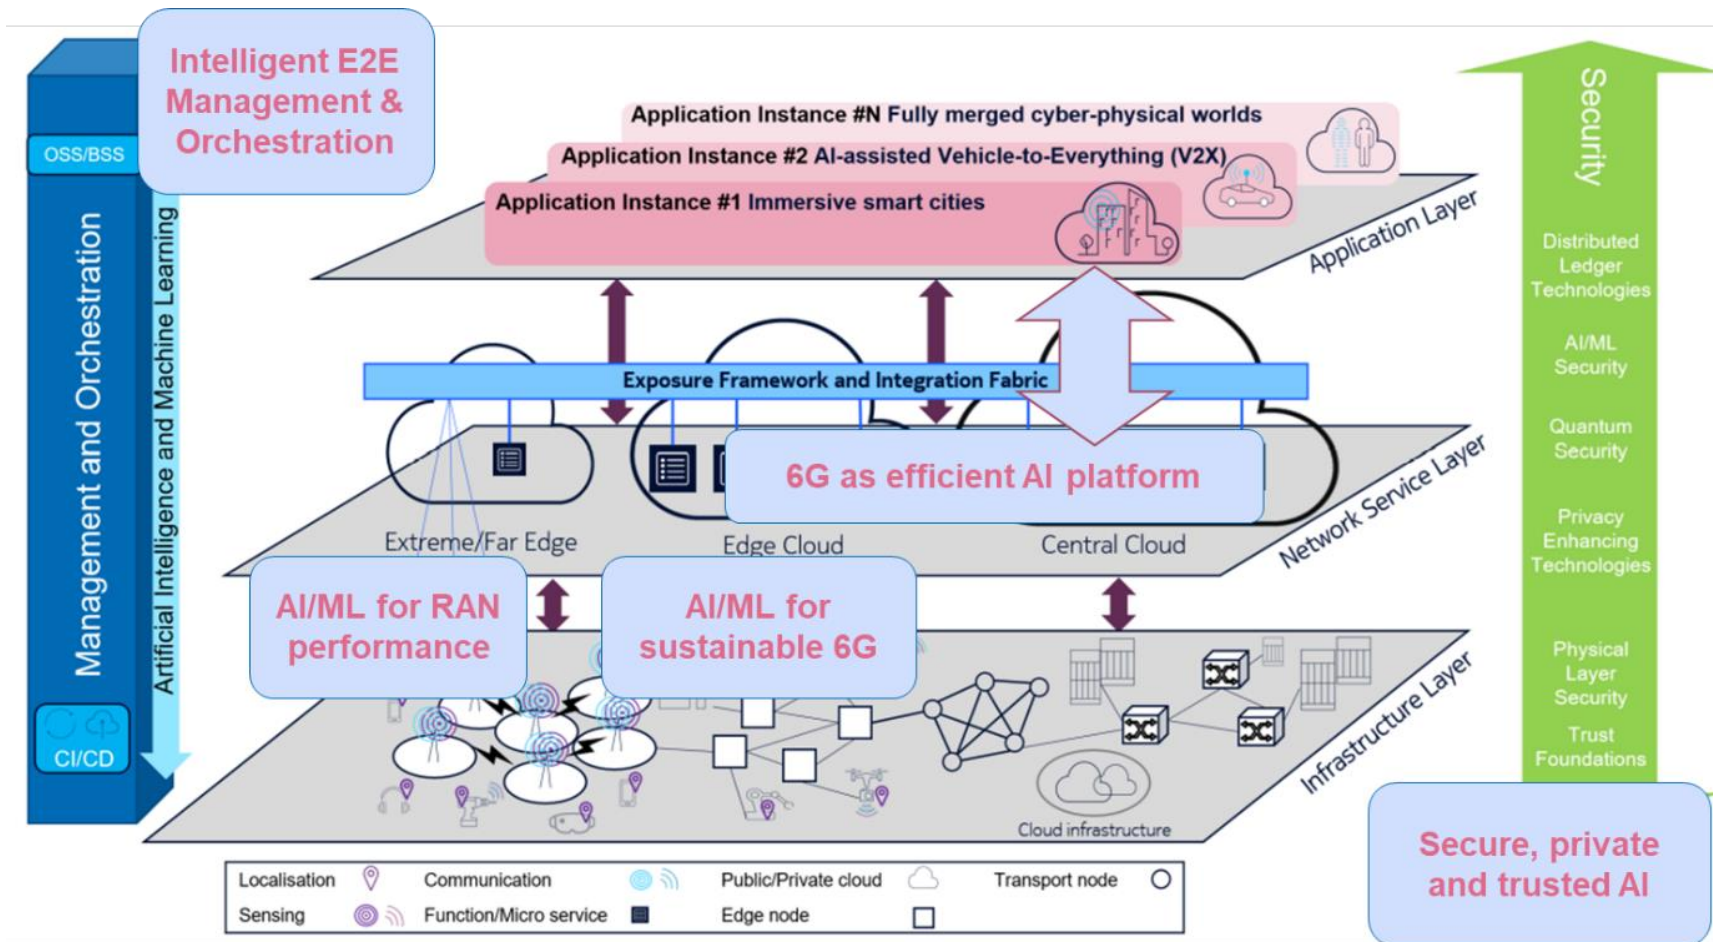 Intelligent E2E
Management &
Orchestration
OSS/BSS
Management and Orchestration
Artificial Intelligence and Machine Learning
CI/CD
Application Instance #N Fully merged cyber-physical worlds
Application Instance #2 AI-assisted Vehicle-to-Everything (V2X)
Application Instance #1 Immersive smart cities
Application Layer
Exposure Framework and Integration Fabric
6G as efficient AI platform
Extreme/Far Edge
Edge Cloud
Central Cloud
Network Service Layer
AI/ML for RAN
performance
AI/ML for
sustainable 6G
Infrastructure Layer
Cloud infrastructure
Security
Distributed
Ledger
Technologies
AI/ML
Security
Quantum
Security
Privacy
Enhancing
Technologies
Physical
Layer
Security
Trust
Foundations
Secure, private
and trusted AI
Localisation
Communication
Public/Private cloud
Transport node
Sensing
Function/Micro service
Edge node